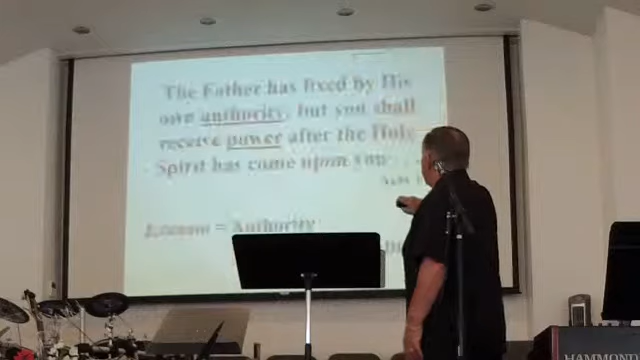 The Father has fixed by His
own authority, but you shall
receive power after the Holy
Spirit has come upon you
= Authority
HAMMOND